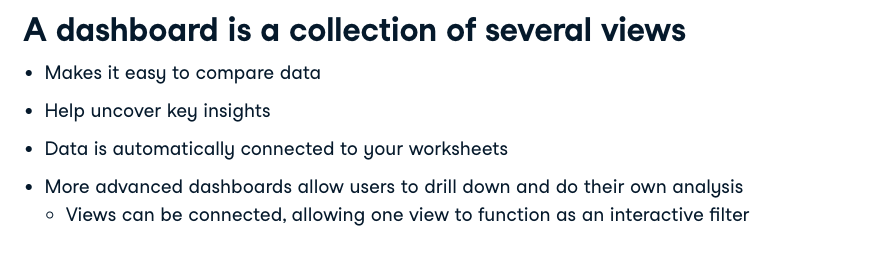 A dashboard is a collection of several views
• Makes it easy to compare data
• Help uncover key insights
• Data is automatically connected to your worksheets
• More advanced dashboards allow users to drill down and do their own analysis
◦ Views can be connected, allowing one view to function as an interactive filter